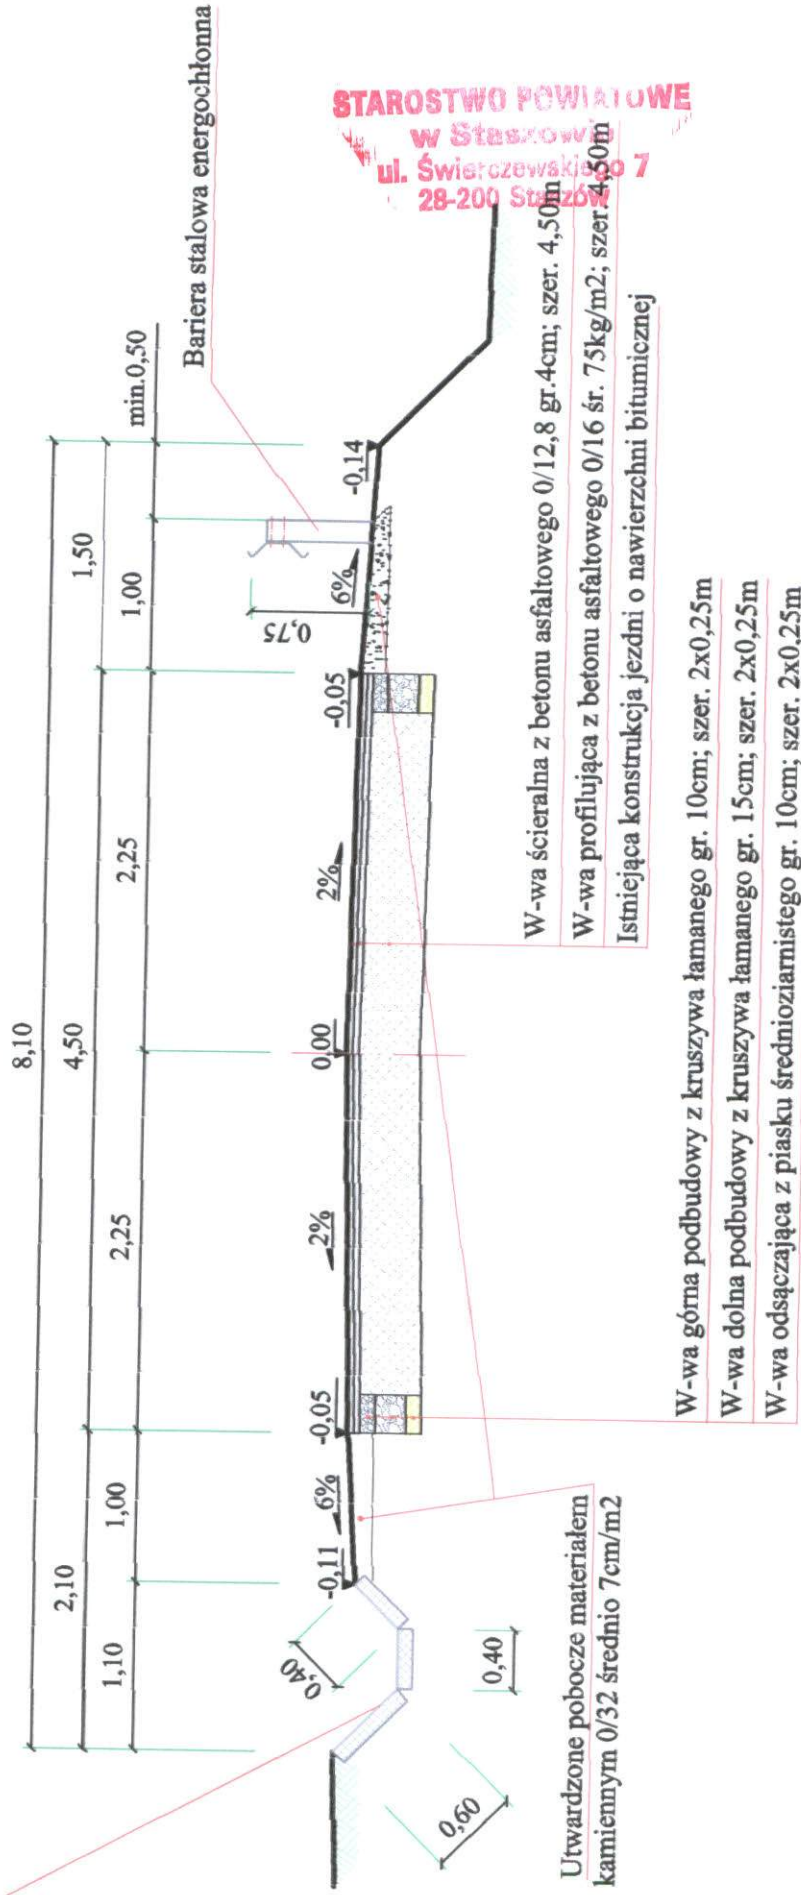 8,10
4,50
2,10
1,50
1,10
1,00
2,25
2,25
1,00
min.0,50
Bariera stalowa energochłonna
-0,11
6%
-0,05
2%
0,00
2%
-0,05
6%
-0,14
0,75
0,40
0,40
0,60
STAROSTWO POWIATOWE
w Staszowie
ul. Świerczewskiego 7
28-200 Staszów
W-wa ścieralna z betonu asfaltowego 0/12,8 gr.4cm; szer. 4,50m
W-wa profilująca z betonu asfaltowego 0/16 śr. 75kg/m2; szer. 4,50m
Istniejąca konstrukcja jezdni o nawierzchni bitumicznej
W-wa górna podbudowy z kruszywa łamanego gr. 10cm; szer. 2x0,25m
W-wa dolna podbudowy z kruszywa łamanego gr. 15cm; szer. 2x0,25m
W-wa odsączająca z piasku średnioziarnistego gr. 10cm; szer. 2x0,25m
Utwardzone pobocze materiałem
kamiennym 0/32 średnio 7cm/m2